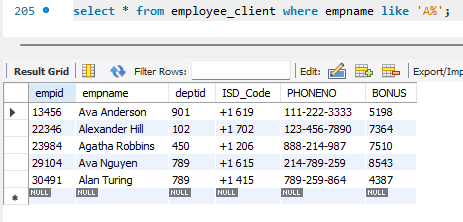 205 select * from employee_client where empname like 'A%';
Result Grid Filter Rows: Edit: Export/Imp
empid empname deptid ISD_Code PHONENO BONUS
13456 Ava Anderson 901 +1 619 111-222-3333 5198
22346 Alexander Hill 102 +1 702 123-456-7890 7364
23984 Agatha Robbins 450 +1 206 888-214-987 7510
29104 Ava Nguyen 789 +1 615 214-789-259 8543
30491 Alan Turing 789 +1 415 789-259-864 4387
NULL NULL NULL NULL NULL NULL